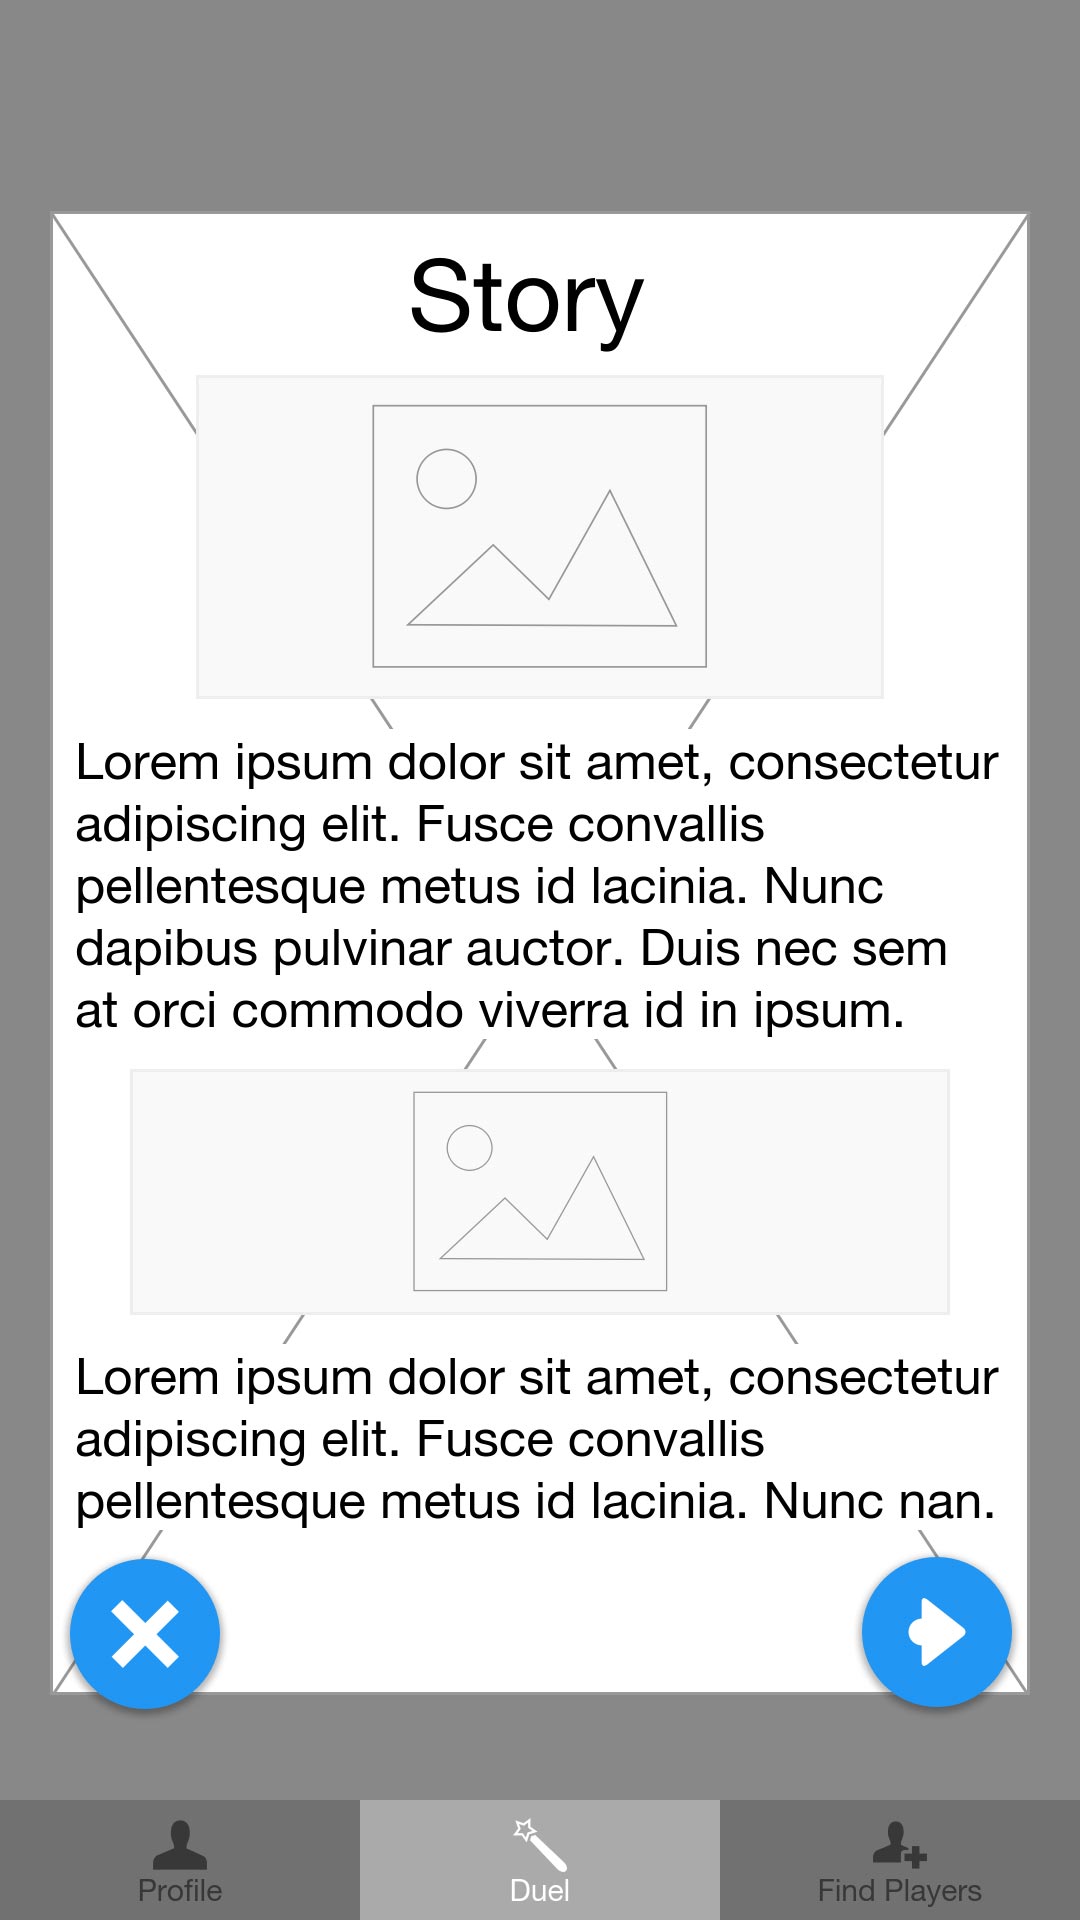 Story
Lorem ipsum dolor sit amet, consectetur
adipiscing elit. Fusce convallis
pellentesque metus id lacinia. Nunc
dapibus pulvinar auctor. Duis nec sem
at orci commodo viverra id in ipsum.
Lorem ipsum dolor sit amet, consectetur
adipiscing elit. Fusce convallis
pellentesque metus id lacinia. Nunc nan.
Profile
Duel
Find Players